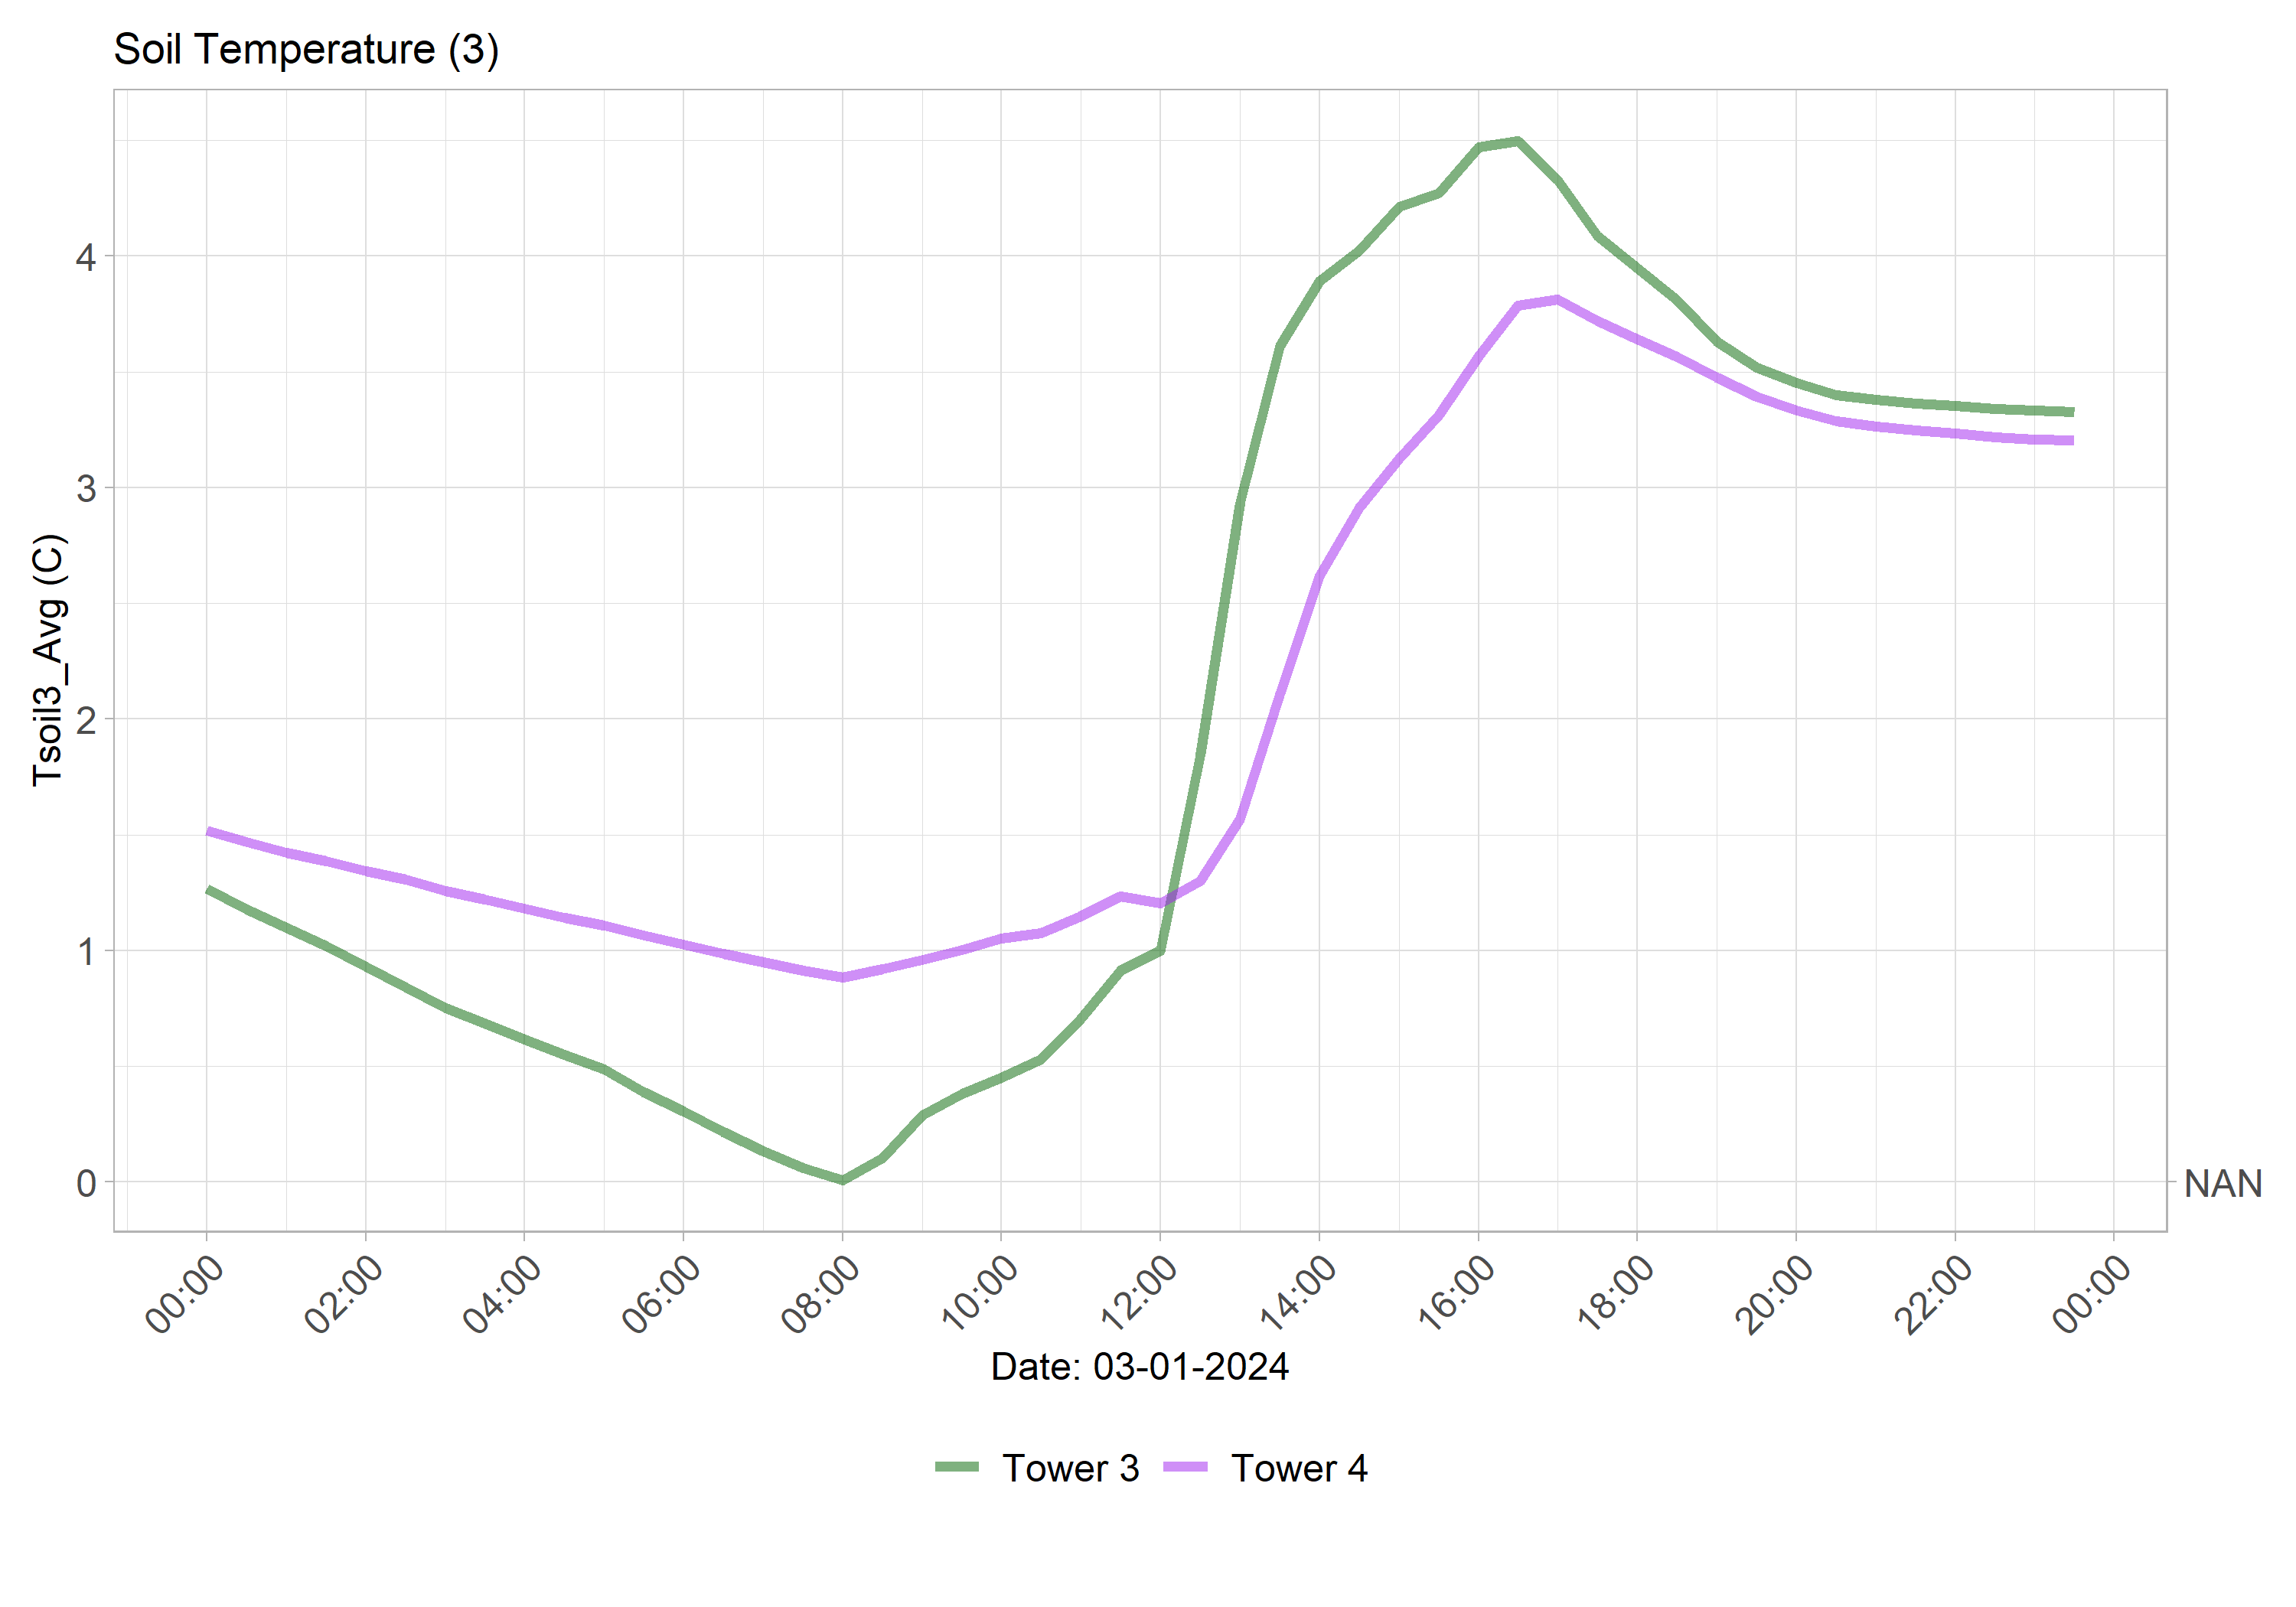 Soil Temperature (3)
Tsoil3_Avg (C)
4
3
2
1
0
NAN
00:00 02:00 04:00 06:00 08:00 10:00 12:00 14:00 16:00 18:00 20:00 22:00 00:00
Date: 03-01-2024
Tower 3 Tower 4